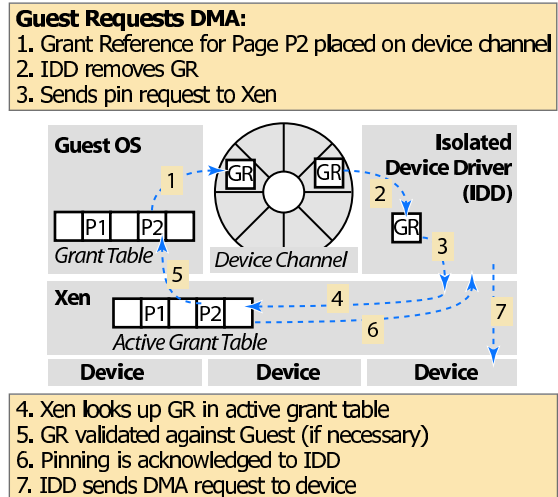 Guest Requests DMA:
1. Grant Reference for Page P2 placed on device channel
2. IDD removes GR
3. Sends pin request to Xen
Guest OS
Isolated
Device Driver
(IDD)
GR
GR
1
2
P1
P2
GR
Grant Table
Device Channel
3
5
Xen
4
7
P1
P2
6
Active Grant Table
Device
Device
Device
4. Xen looks up GR in active grant table
5. GR validated against Guest (if necessary)
6. Pinning is acknowledged to IDD
7. IDD sends DMA request to device